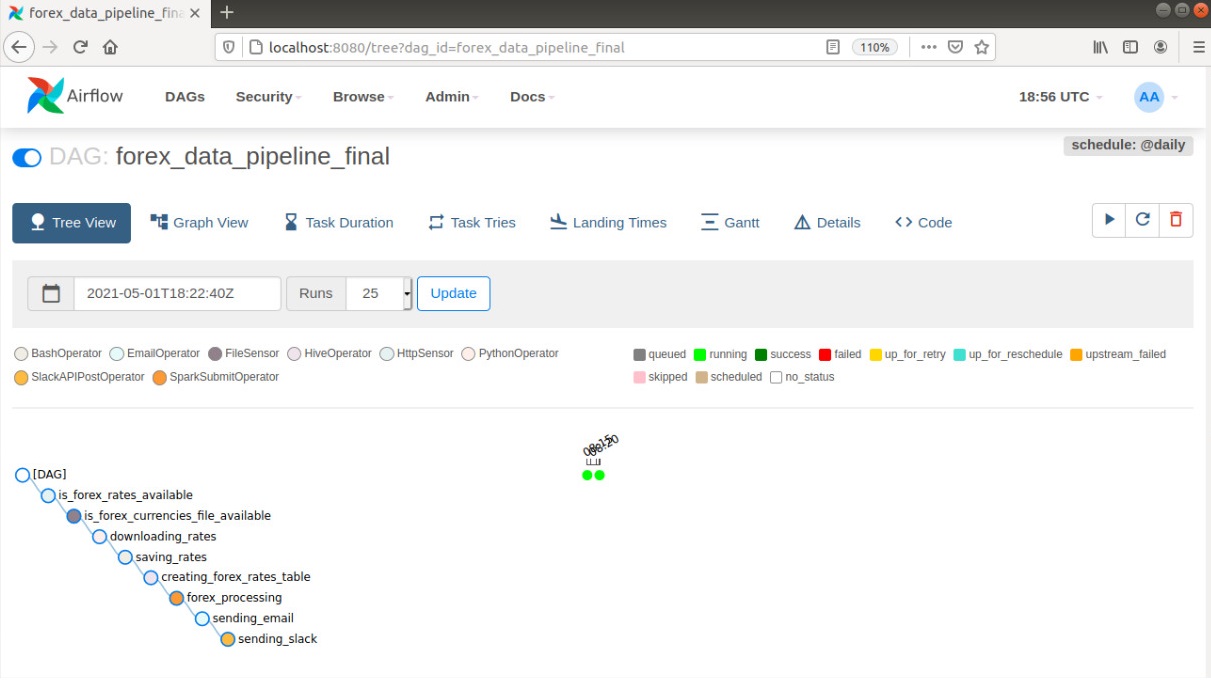 forex_data_pipeline_fina
localhost:8080/tree?dag_id=forex_data_pipeline_final
110%
Airflow
DAGs
Security
Browse
Admin
Docs
18:56 UTC
AA
DAG: forex_data_pipeline_final
schedule: @daily
Tree View
Graph View
Task Duration
Task Tries
Landing Times
Gantt
Details
Code
2021-05-01T18:22:40Z
Runs
25
Update
BashOperator EmailOperator FileSensor HiveOperator HttpSensor PythonOperator
SlackAPIPostOperator SparkSubmitOperator
queued running success failed up_for_retry up_for_reschedule upstream_failed
skipped scheduled no_status
[DAG]
is_forex_rates_available
is_forex_currencies_file_available
downloading_rates
saving_rates
creating_forex_rates_table
forex_processing
sending_email
sending_slack